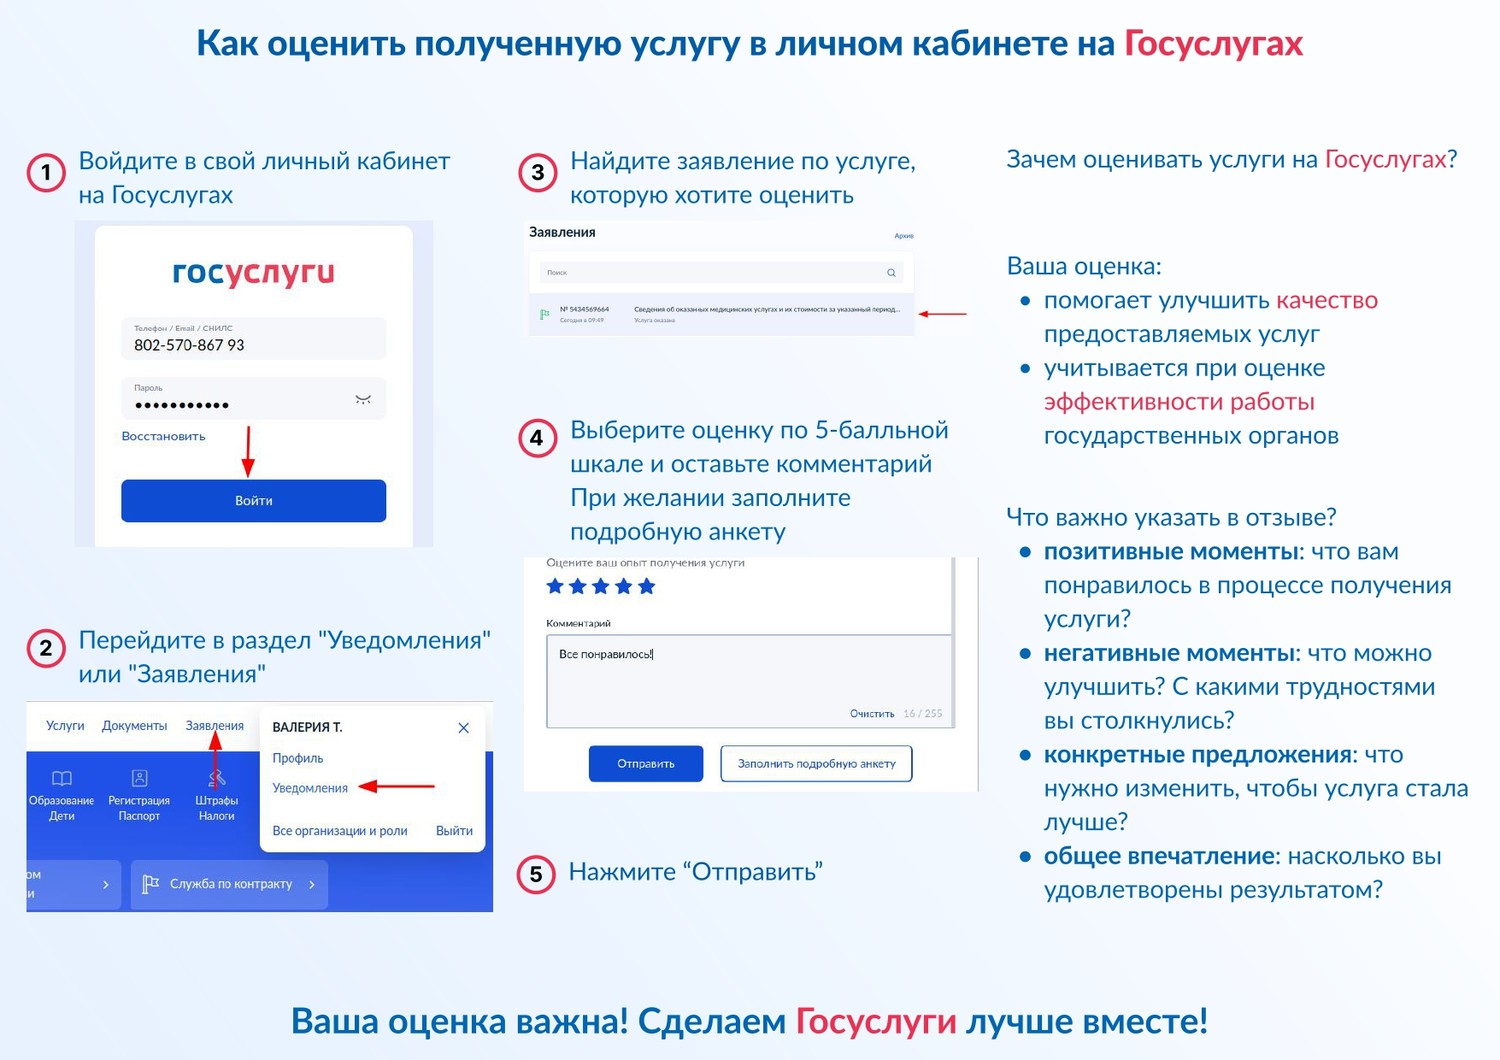 Как оценить полученную услугу в личном кабинете на Госуслугах
1
Войдите в свой личный кабинет
на Госуслугах
госуслуги
Телефон / Email / СНИЛС
802-570-867 93
Пароль
●●●●●●●●●●●
Восстановить
Войти
2
Перейдите в раздел "Уведомления"
или "Заявления"
Услуги Документы Заявления
ВАЛЕРИЯ Т.
Профиль
Уведомления
Все организации и роли Выйти
Образование
Дети
Регистрация
Паспорт
Штрафы
Налоги
ом
и
Служба по контракту
3
Найдите заявление по услуге,
которую хотите оценить
Заявления
Архив
Поиск
№ 5434569664
Сегодня в 09:49
Сведения об оказанных медицинских услугах и их стоимости за указанный период...
Услуга оказана
4
Выберите оценку по 5-балльной
шкале и оставьте комментарий
При желании заполните
подробную анкету
Оцените ваш опыт получения услуги
Комментарий
Все понравилось!
Очистить 16 / 255
Отправить
Заполнить подробную анкету
5
Нажмите “Отправить”
Зачем оценивать услуги на Госуслугах?
Ваша оценка:
• помогает улучшить качество
предоставляемых услуг
• учитывается при оценке
эффективности работы
государственных органов
Что важно указать в отзыве?
• позитивные моменты: что вам
понравилось в процессе получения
услуги?
• негативные моменты: что можно
улучшить? С какими трудностями
вы столкнулись?
• конкретные предложения: что
нужно изменить, чтобы услуга стала
лучше?
• общее впечатление: насколько вы
удовлетворены результатом?
Ваша оценка важна! Сделаем Госуслуги лучше вместе!